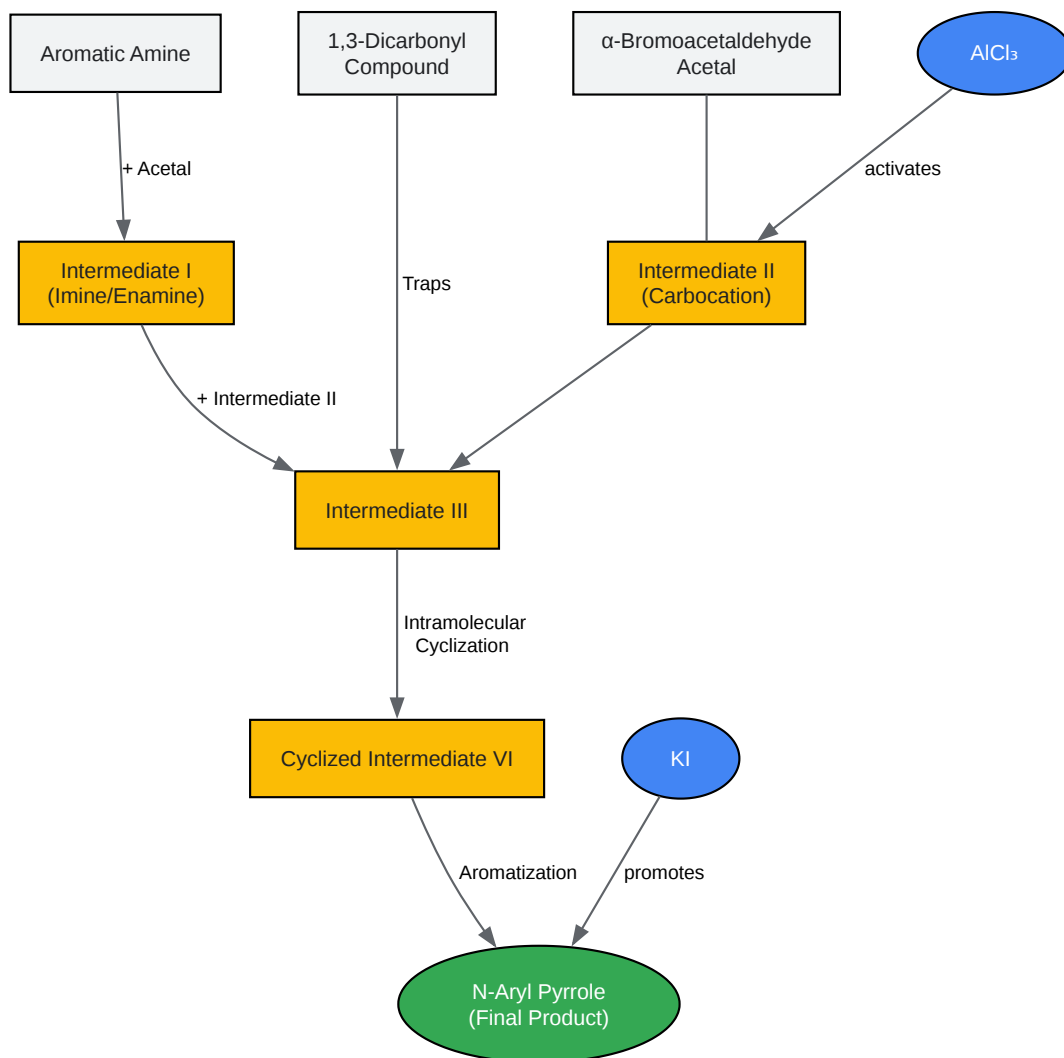 Aromatic Amine
1,3-Dicarbonyl
Compound
α-Bromoacetaldehyde
Acetal
AlCl₃
+ Acetal
activates
Intermediate I
(Imine/Enamine)
Traps
Intermediate II
(Carbocation)
+ Intermediate II
Intermediate III
Intramolecular
Cyclization
Cyclized Intermediate VI
KI
Aromatization
promotes
N-Aryl Pyrrole
(Final Product)